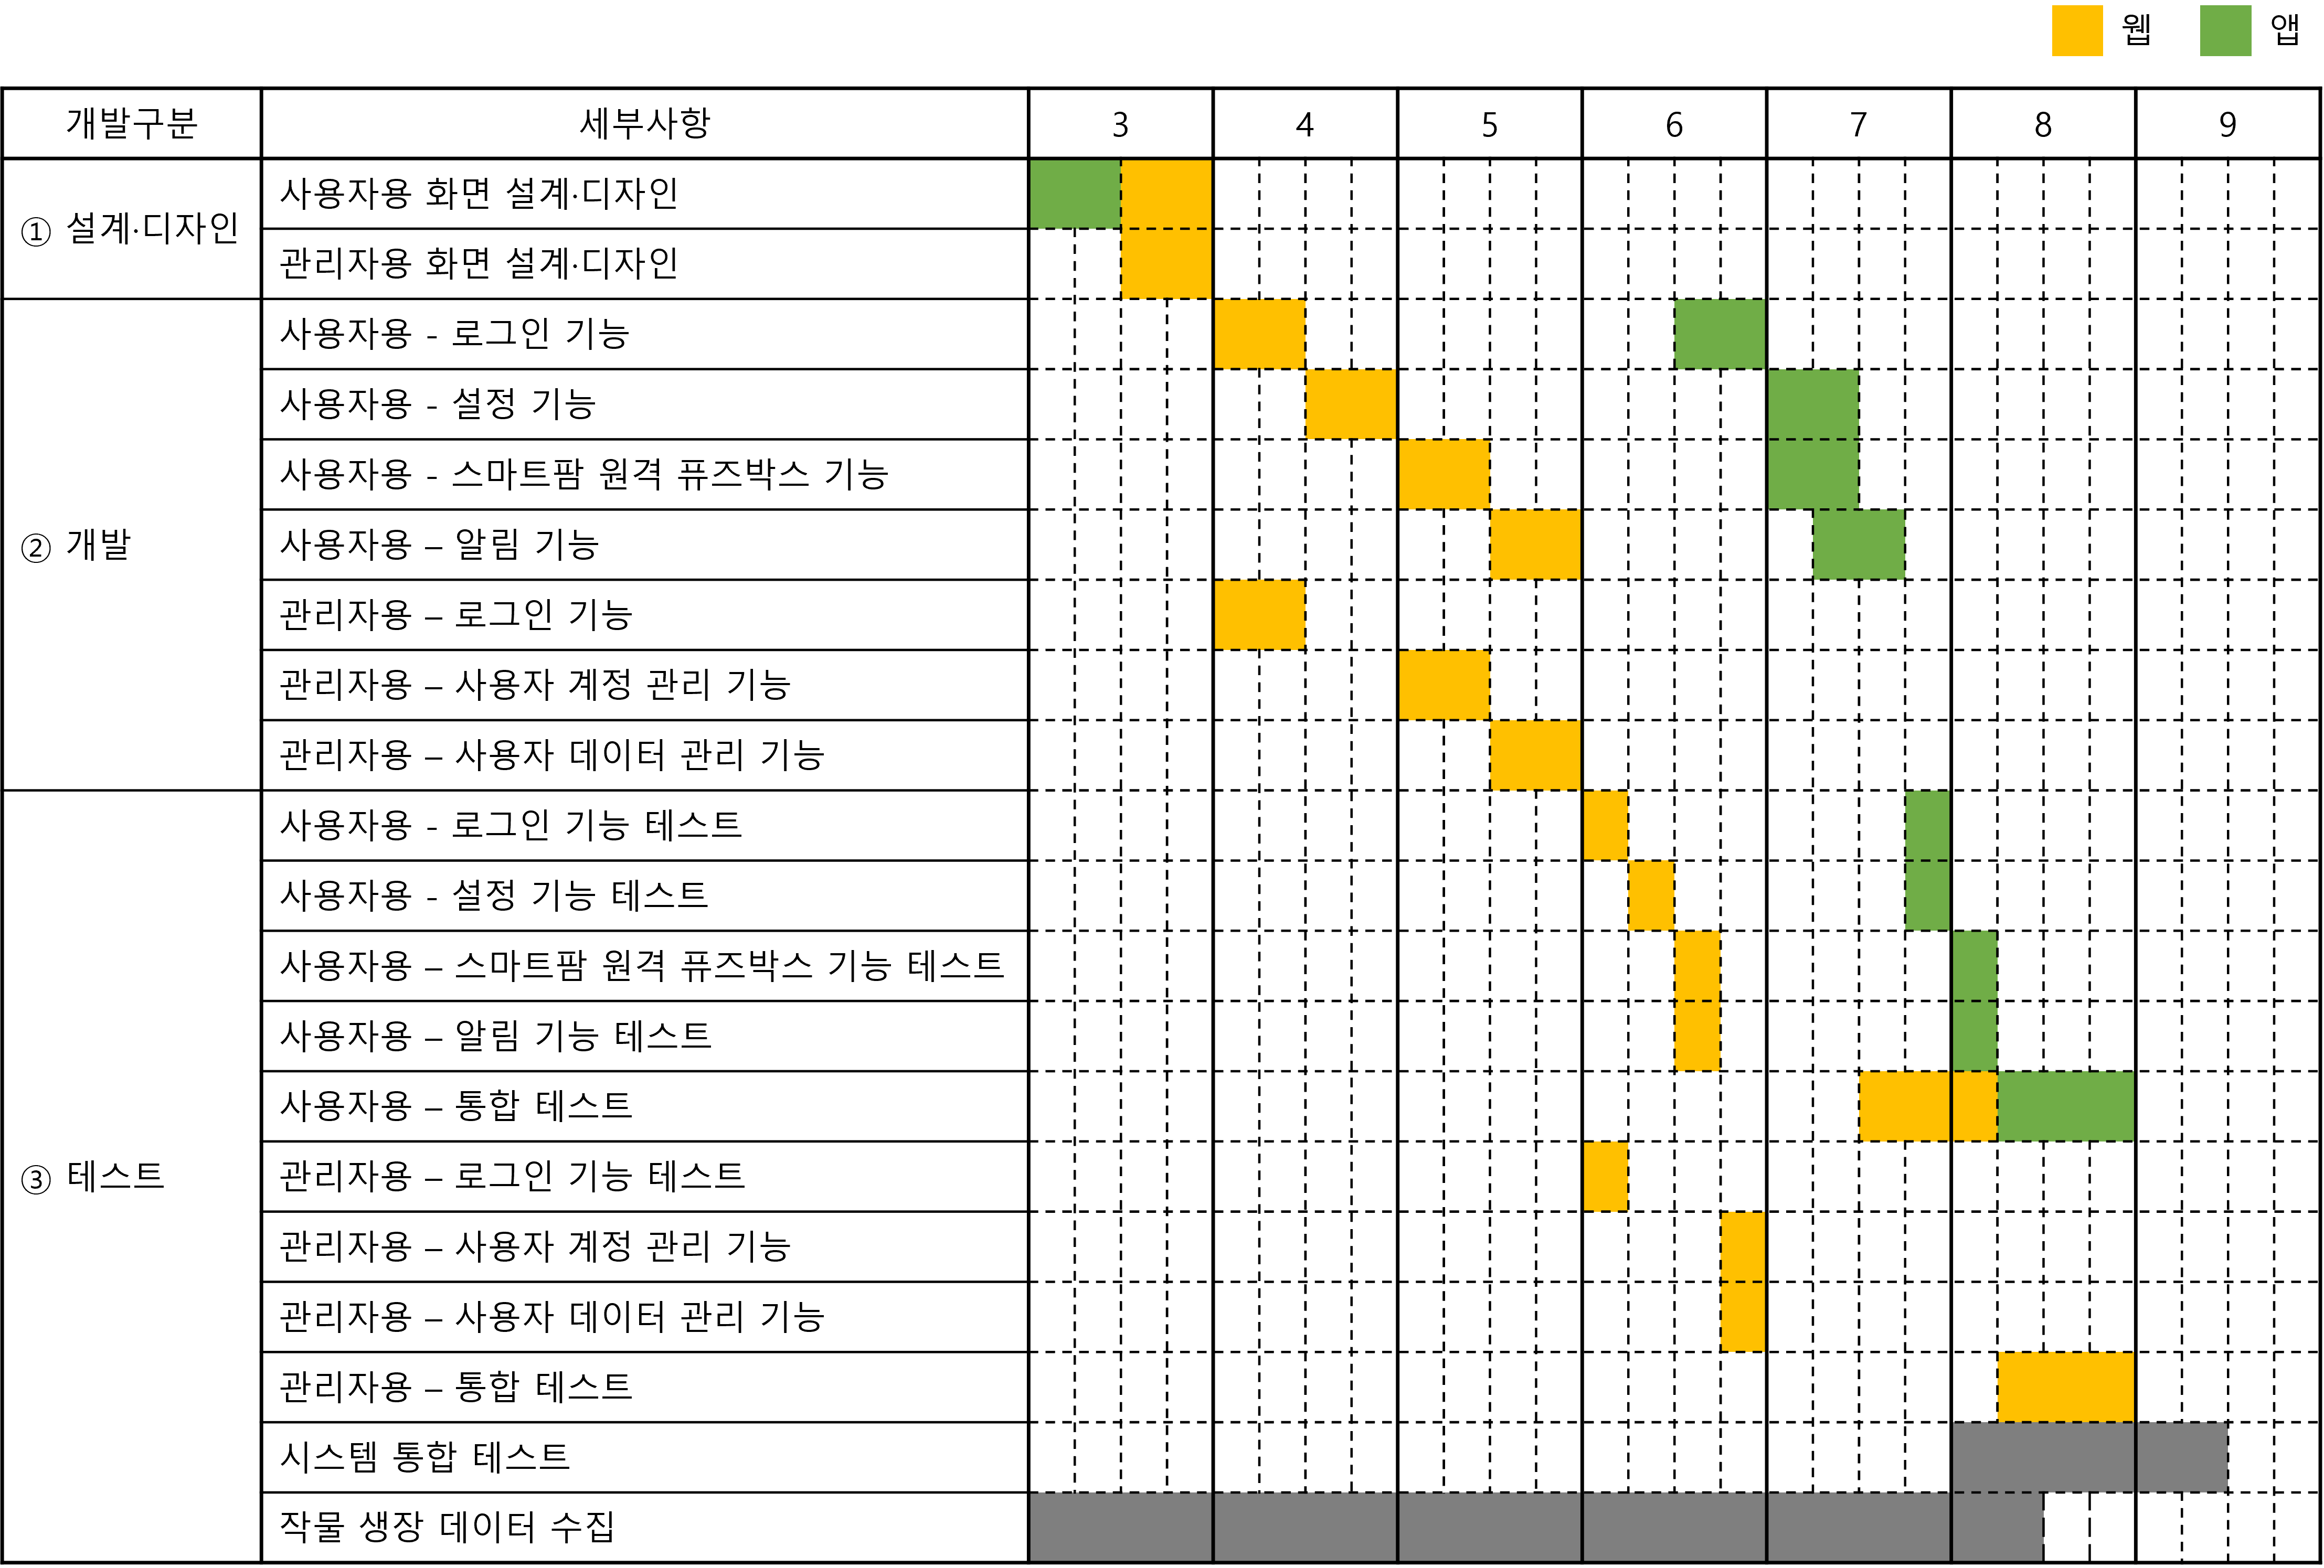 웹 앱
개발구분 세부사항 3 4 5 6 7 8 9
① 설계·디자인
사용자용 화면 설계·디자인
관리자용 화면 설계·디자인
② 개발
사용자용 - 로그인 기능
사용자용 - 설정 기능
사용자용 - 스마트팜 원격 퓨즈박스 기능
사용자용 – 알림 기능
관리자용 – 로그인 기능
관리자용 – 사용자 계정 관리 기능
관리자용 – 사용자 데이터 관리 기능
③ 테스트
사용자용 - 로그인 기능 테스트
사용자용 - 설정 기능 테스트
사용자용 – 스마트팜 원격 퓨즈박스 기능 테스트
사용자용 – 알림 기능 테스트
사용자용 – 통합 테스트
관리자용 – 로그인 기능 테스트
관리자용 – 사용자 계정 관리 기능
관리자용 – 사용자 데이터 관리 기능
관리자용 – 통합 테스트
시스템 통합 테스트
작물 생장 데이터 수집